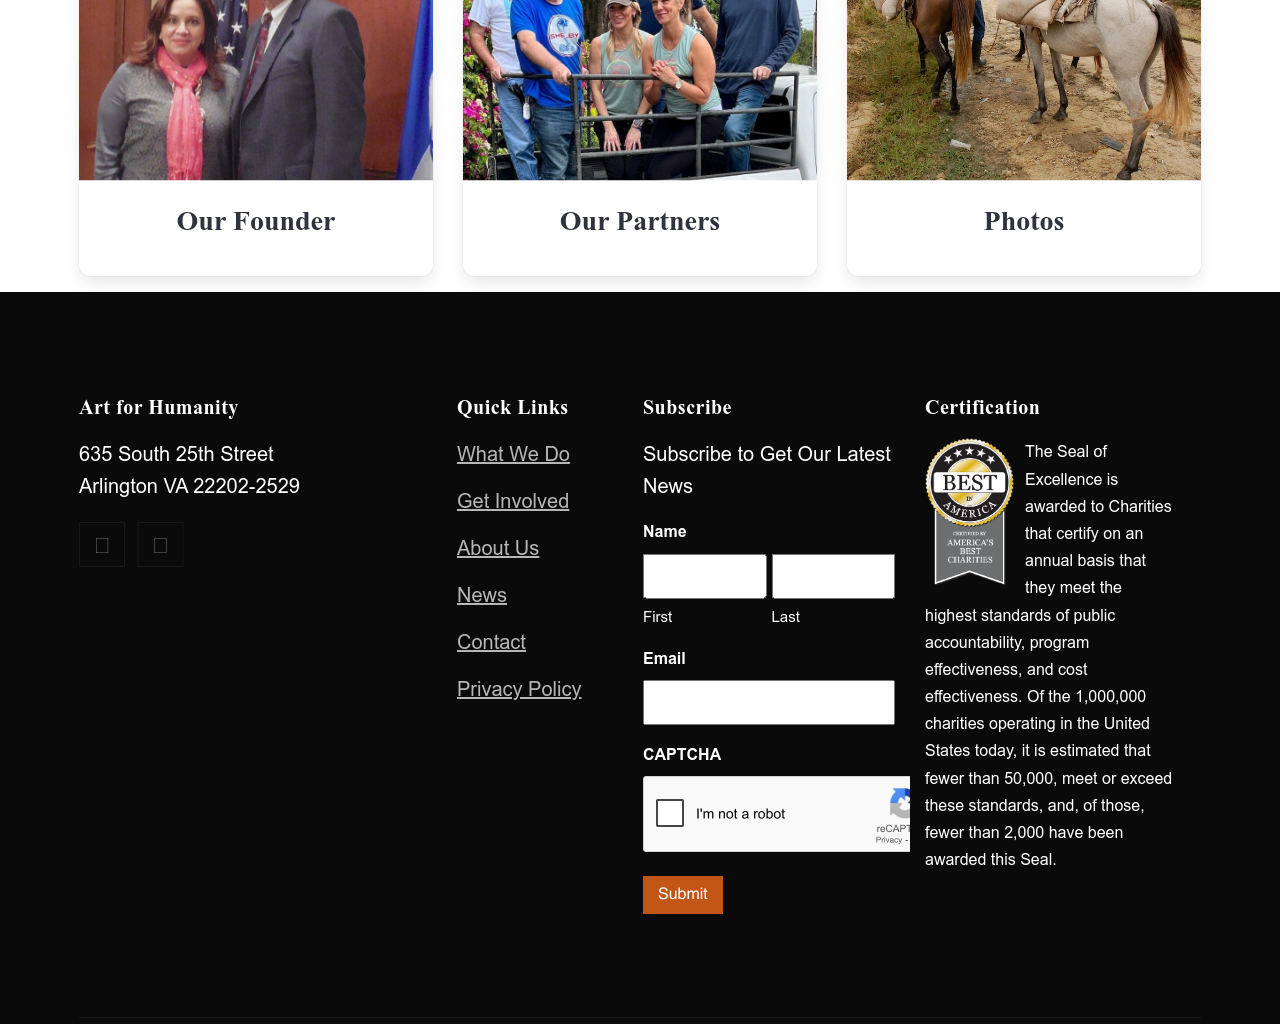 SHELBY
Our Founder
Our Partners
Photos
Art for Humanity
635 South 25th Street
Arlington VA 22202-2529
Quick Links
What We Do
Get Involved
About Us
News
Contact
Privacy Policy
Subscribe
Subscribe to Get Our Latest
News
Name
First
Last
Email
CAPTCHA
I'm not a robot
reCAPT
Privacy -
Submit
Certification
BEST
IN
AMERICA
CERTIFIED BY
AMERICA'S
BEST
CHARITIES
The Seal of
Excellence is
awarded to Charities
that certify on an
annual basis that
they meet the
highest standards of public
accountability, program
effectiveness, and cost
effectiveness. Of the 1,000,000
charities operating in the United
States today, it is estimated that
fewer than 50,000, meet or exceed
these standards, and, of those,
fewer than 2,000 have been
awarded this Seal.